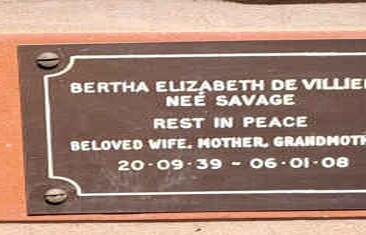 BERTHA ELIZABETH DE VILLIE
NEÉ SAVAGE
REST IN PEACE
BELOVED WIFE, MOTHER, GRANDMOTH
20·09·39 ~ 06·01·08